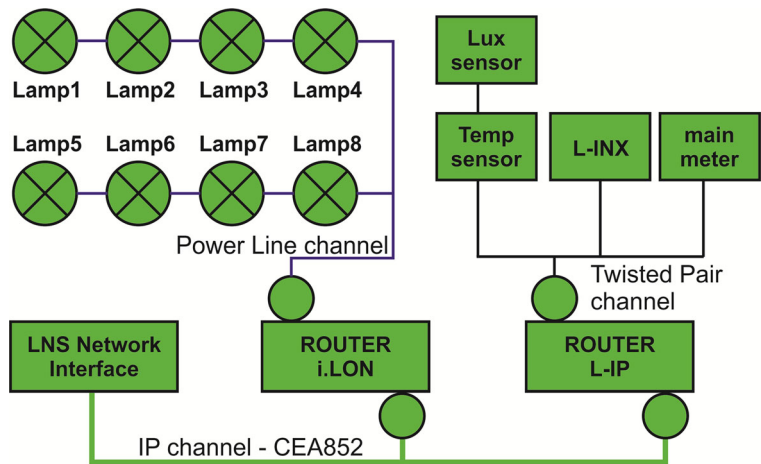 Lamp1 Lamp2 Lamp3 Lamp4
Lamp5 Lamp6 Lamp7 Lamp8
Power Line channel
Lux
sensor
Temp
sensor
L-INX
main
meter
Twisted Pair
channel
LNS Network
Interface
ROUTER
i.LON
ROUTER
L-IP
IP channel - CEA852